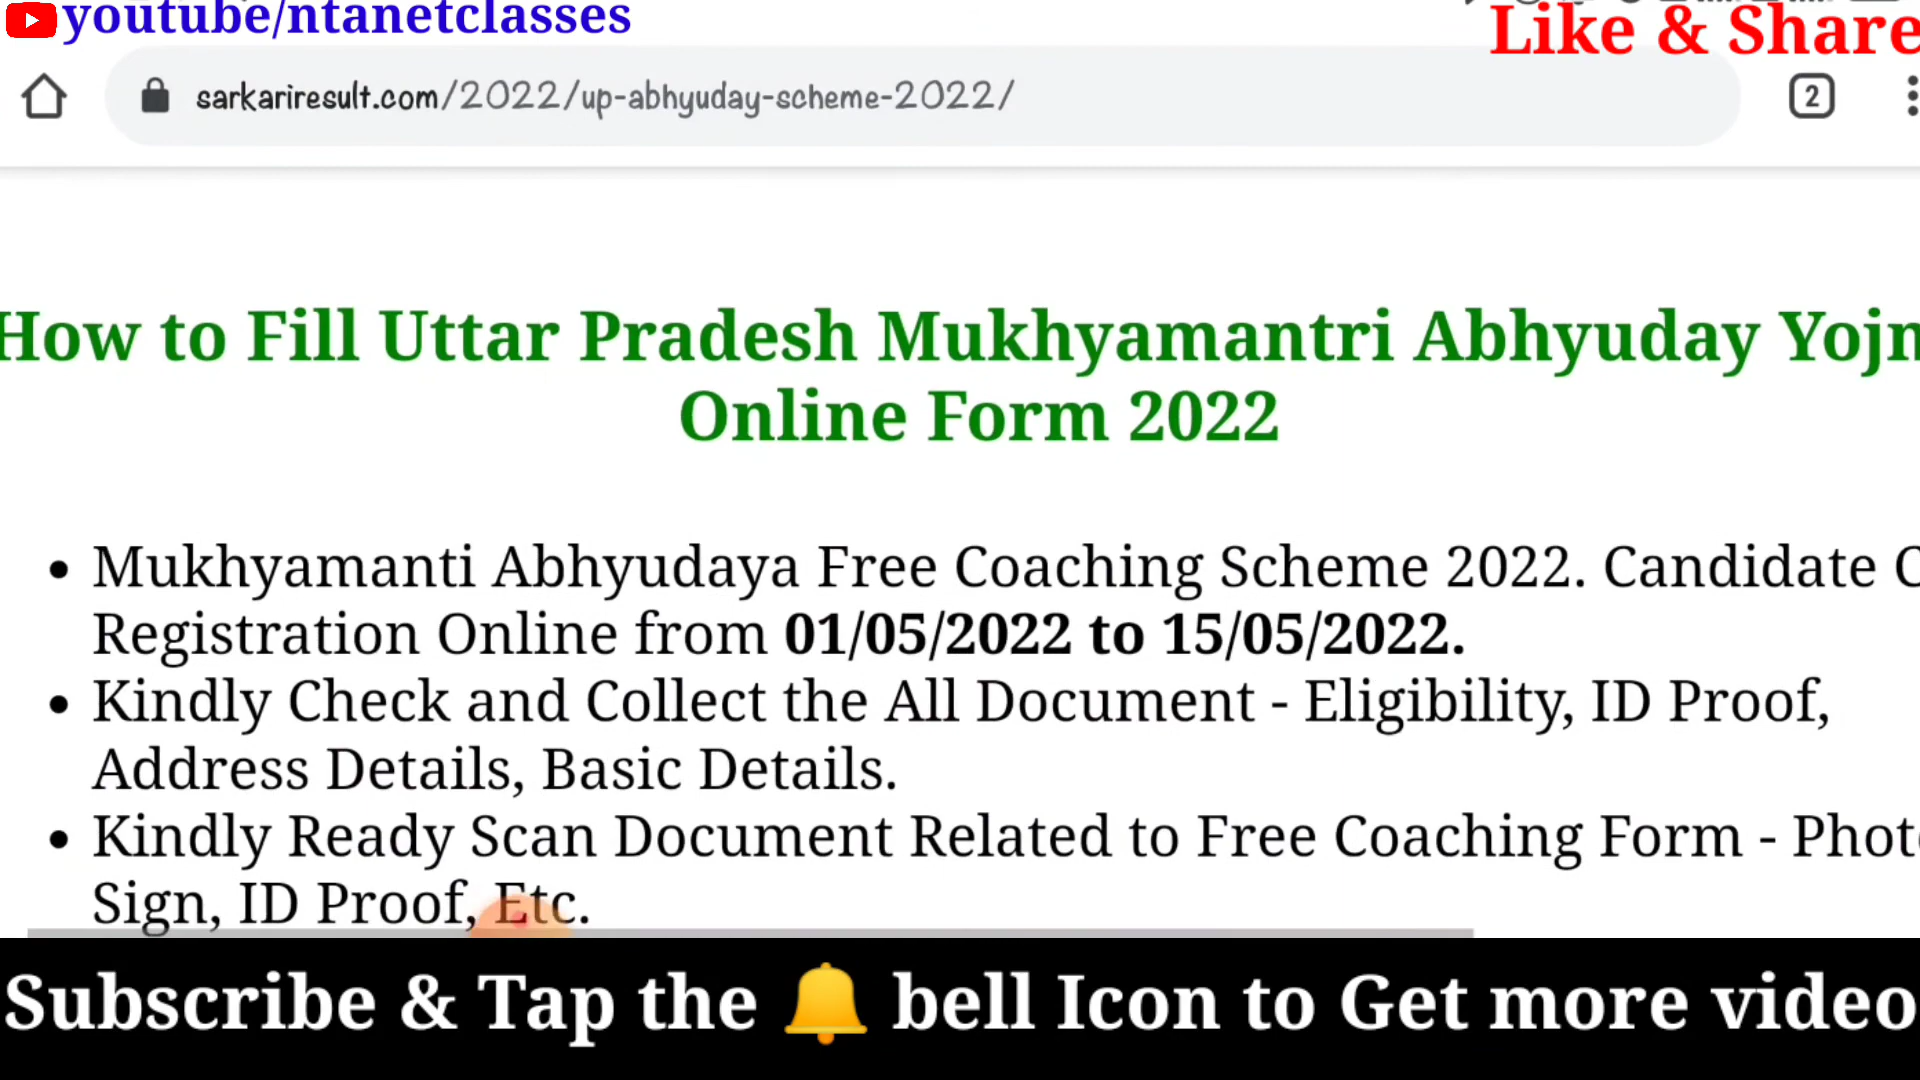 youtube/ntanetclasses
Like & Share
sarkariresult.com/2022/up-abhyuday-scheme-2022/
2
How to Fill Uttar Pradesh Mukhyamantri Abhyuday Yojn
Online Form 2022
• Mukhyamanti Abhyudaya Free Coaching Scheme 2022. Candidate
Registration Online from 01/05/2022 to 15/05/2022.
• Kindly Check and Collect the All Document - Eligibility, ID Proof,
Address Details, Basic Details.
• Kindly Ready Scan Document Related to Free Coaching Form - Phot
Sign, ID Proof, Etc.
Subscribe & Tap the 🔔 bell Icon to Get more video